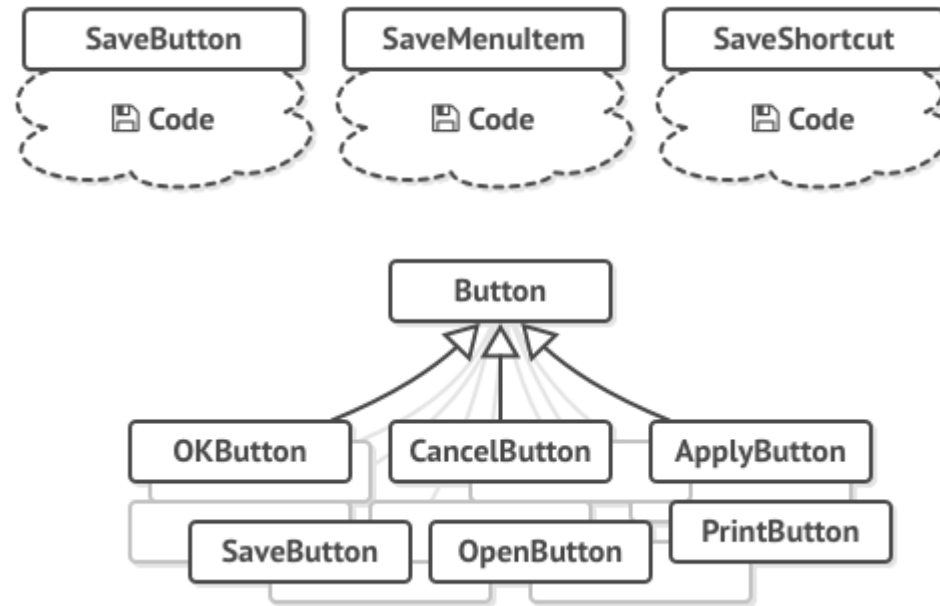 SaveButton
SaveMenuItem
SaveShortcut
Code
Code
Code
Button
OKButton
CancelButton
ApplyButton
SaveButton
OpenButton
PrintButton